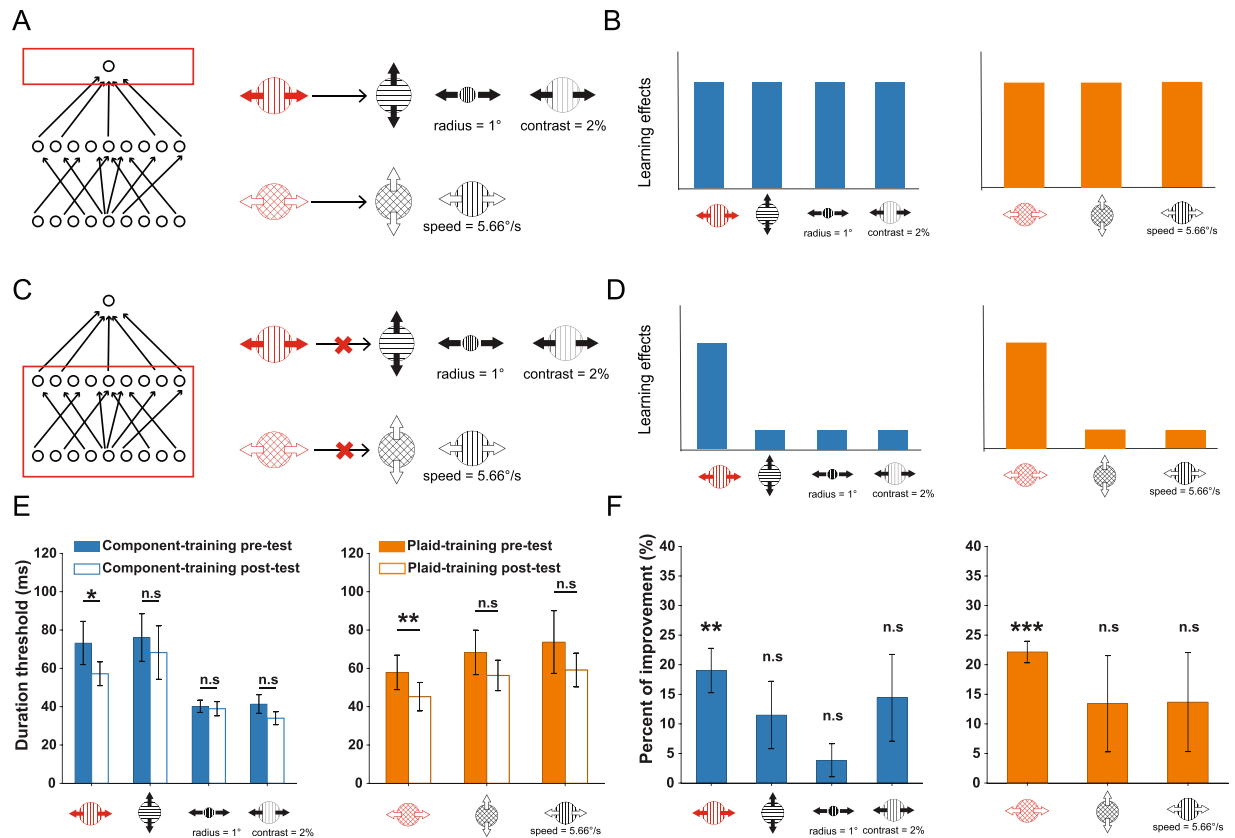 A
radius = 1°
contrast = 2%
speed = 5.66°/s
B
Learning effects
radius = 1°
contrast = 2%
speed = 5.66°/s
C
radius = 1°
contrast = 2%
speed = 5.66°/s
D
Learning effects
radius = 1°
contrast = 2%
speed = 5.66°/s
E
Duration threshold (ms)
120
100
80
60
40
20
0
Component-training pre-test
Component-training post-test
*
n.s
n.s
n.s
radius = 1°
contrast = 2%
120
100
80
60
40
20
0
Plaid-training pre-test
Plaid-training post-test
**
n.s
n.s
speed = 5.66°/s
F
Percent of improvement (%)
40
35
30
25
20
15
10
5
0
**
n.s
n.s
n.s
radius = 1°
contrast = 2%
40
35
30
25
20
15
10
5
0
***
n.s
n.s
speed = 5.66°/s